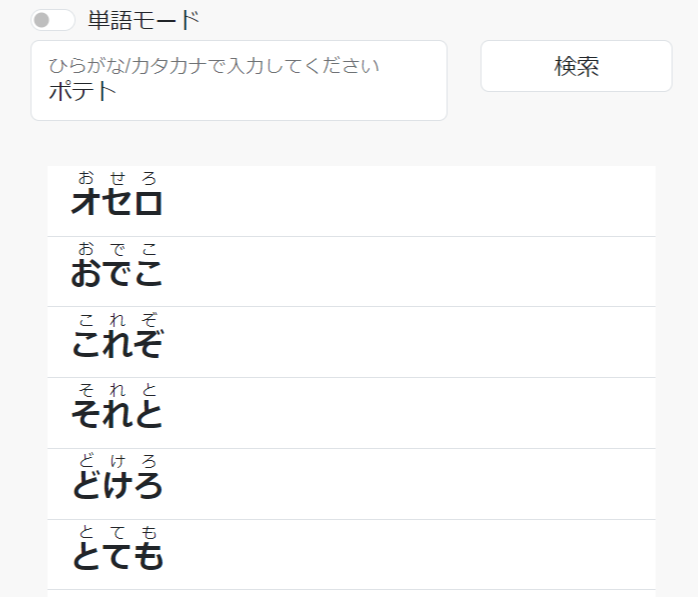 単語モード
ひらがな/カタカナで入力してください
ポテト
検索
おせろ
オセロ
おでこ
おでこ
これぞ
これぞ
それと
それと
どけろ
どけろ
とても
とても